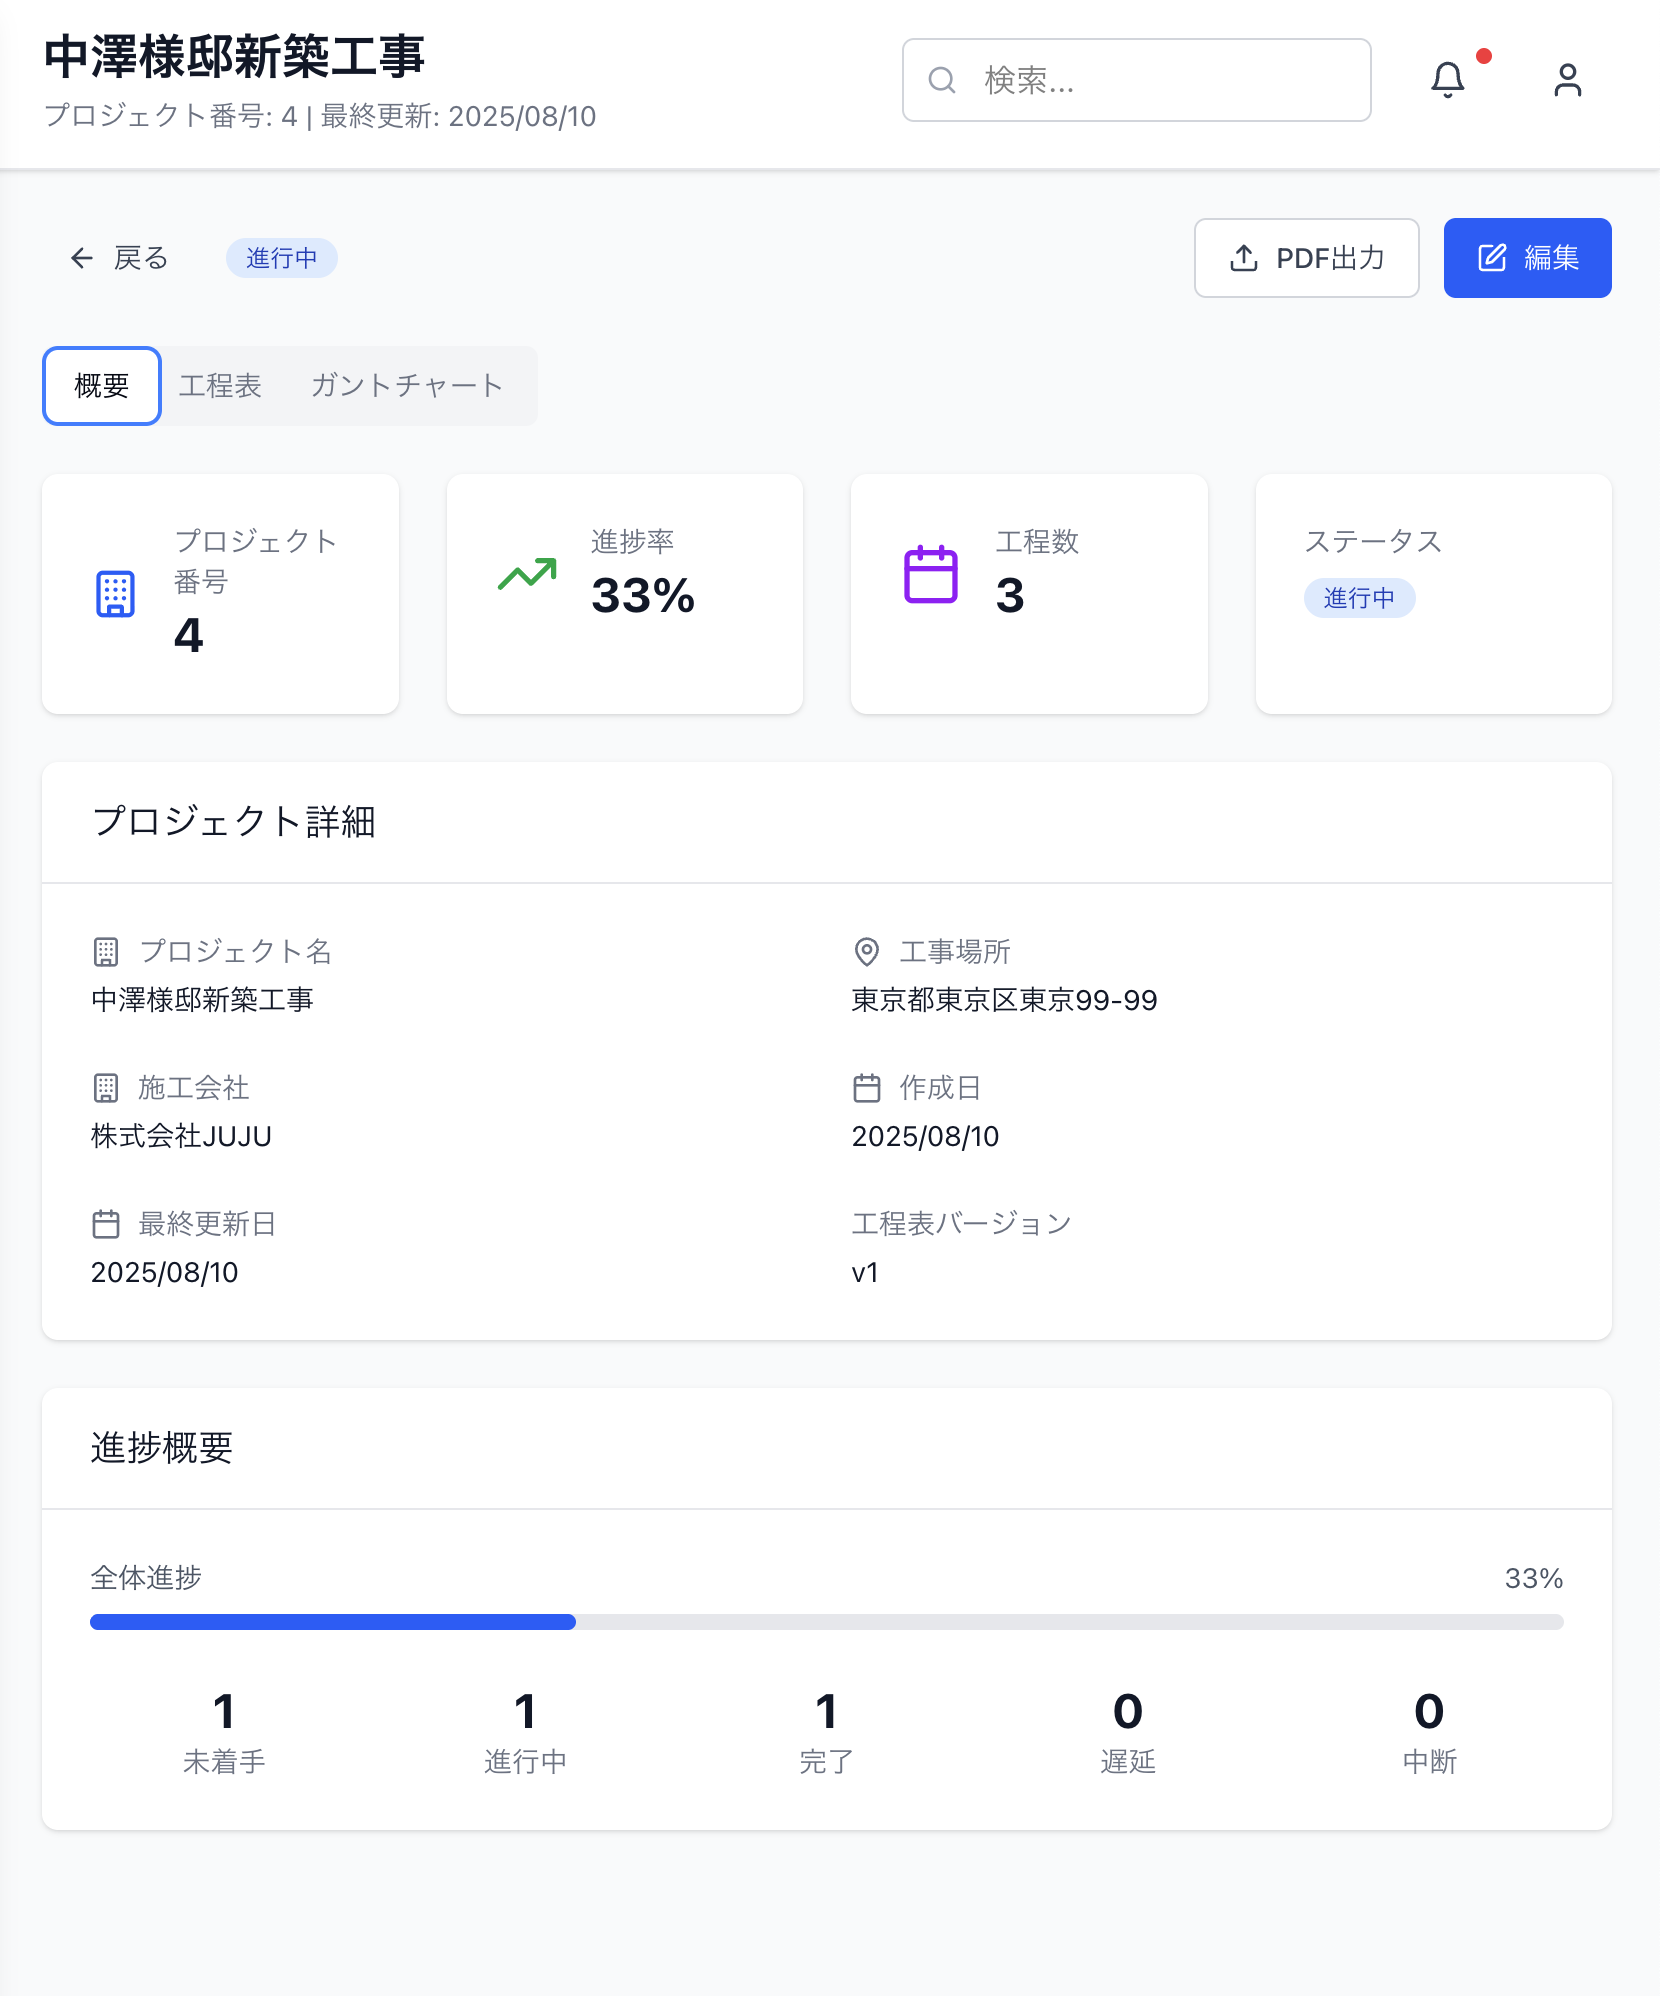 中澤様邸新築工事
プロジェクト番号: 4 | 最終更新: 2025/08/10
検索...
戻る
進行中
PDF出力
編集
概要
工程表
ガントチャート
プロジェクト
番号
4
進捗率
33%
工程数
3
ステータス
進行中
プロジェクト詳細
プロジェクト名
中澤様邸新築工事
工事場所
東京都東京区東京99-99
施工会社
株式会社JUJU
作成日
2025/08/10
最終更新日
2025/08/10
工程表バージョン
v1
進捗概要
全体進捗
33%
1
未着手
1
進行中
1
完了
0
遅延
0
中断